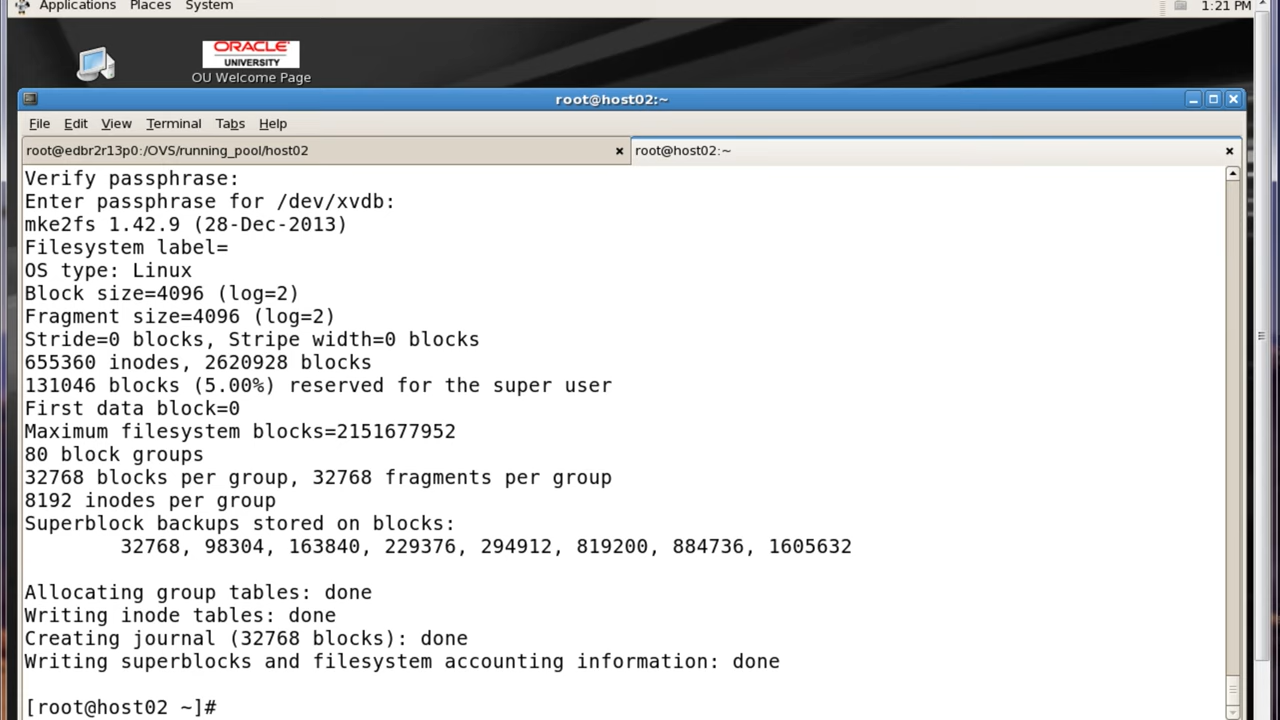 Applications Places System 1:21 PM
ORACLE
UNIVERSITY
OU Welcome Page
root@host02:~
File Edit View Terminal Tabs Help
root@edbr2r13p0:/OVS/running_pool/host02
root@host02:~
Verify passphrase:
Enter passphrase for /dev/xvdb:
mke2fs 1.42.9 (28-Dec-2013)
Filesystem label=
OS type: Linux
Block size=4096 (log=2)
Fragment size=4096 (log=2)
Stride=0 blocks, Stripe width=0 blocks
655360 inodes, 2620928 blocks
131046 blocks (5.00%) reserved for the super user
First data block=0
Maximum filesystem blocks=2151677952
80 block groups
32768 blocks per group, 32768 fragments per group
8192 inodes per group
Superblock backups stored on blocks:
32768, 98304, 163840, 229376, 294912, 819200, 884736, 1605632
Allocating group tables: done
Writing inode tables: done
Creating journal (32768 blocks): done
Writing superblocks and filesystem accounting information: done
[root@host02 ~]#